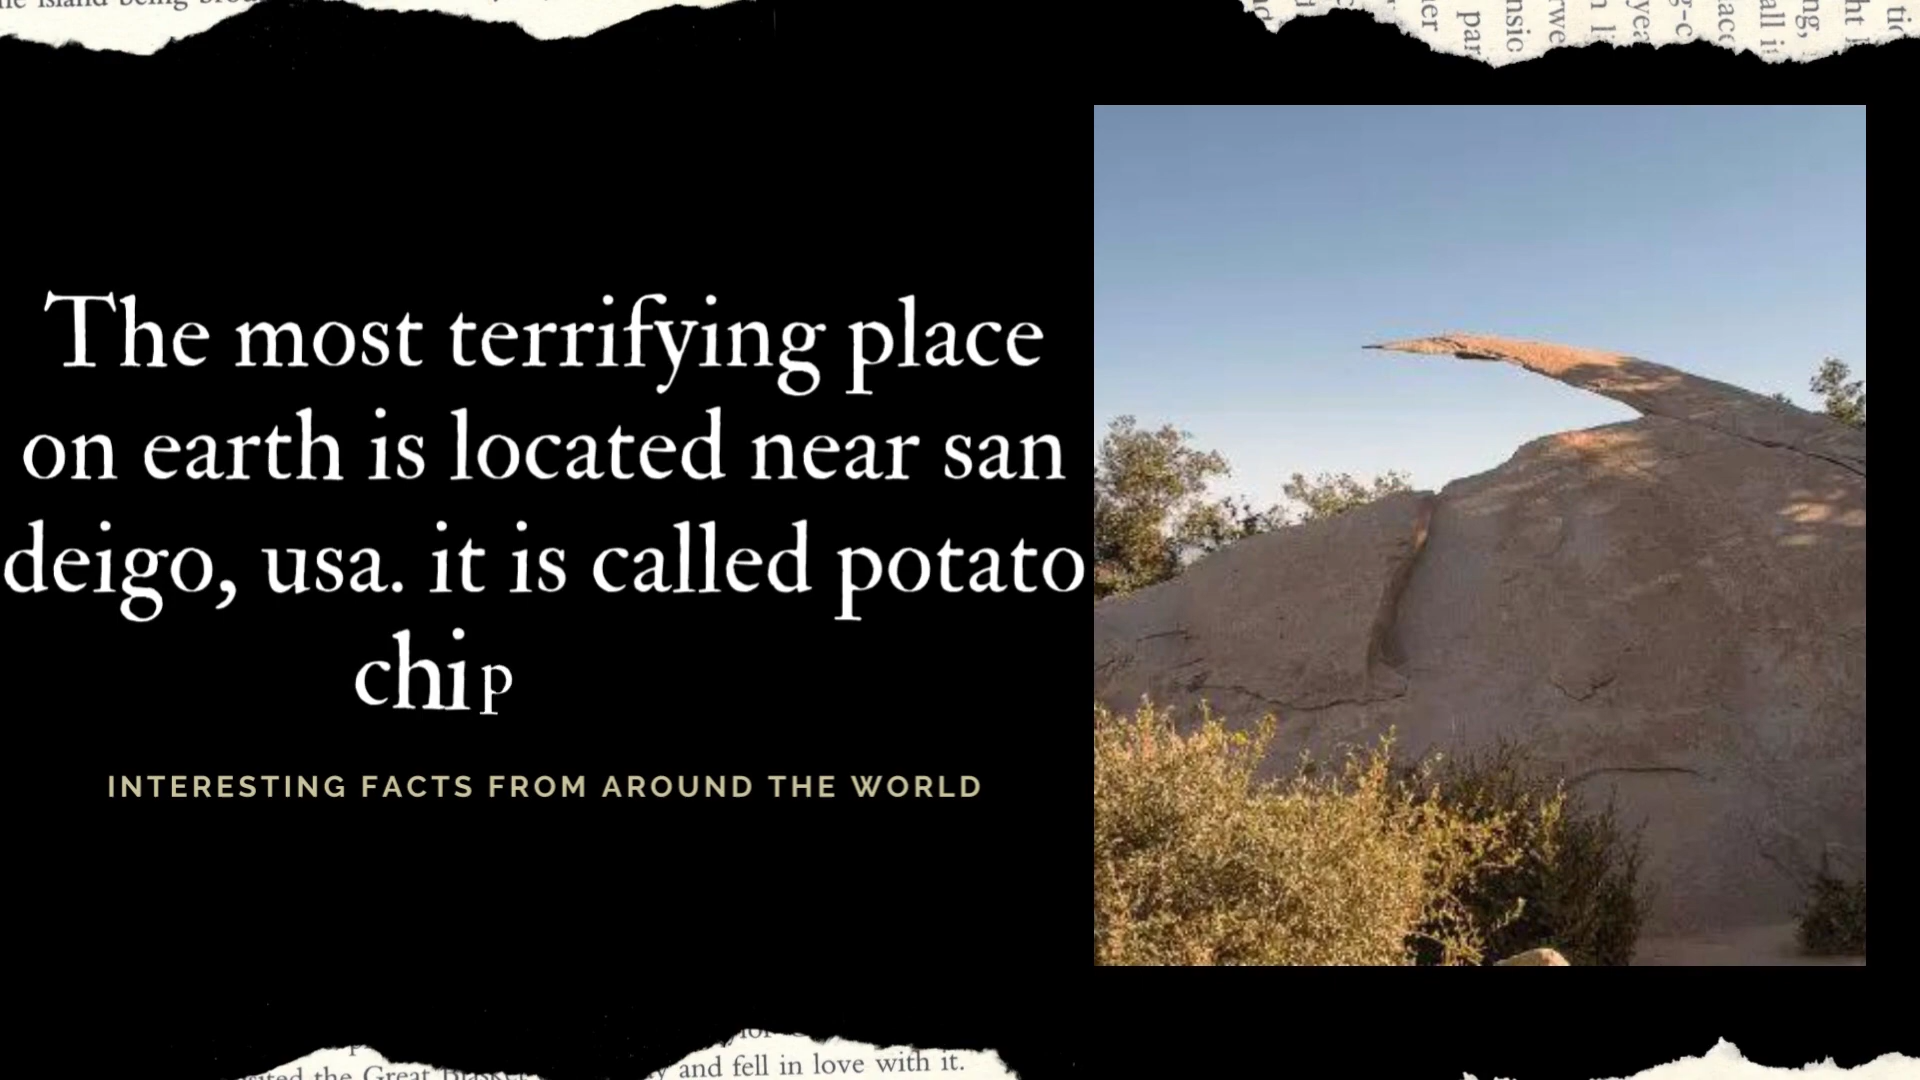 The most terrifying place
on earth is located near san
deigo, usa. it is called potato
chip
INTERESTING FACTS FROM AROUND THE WORLD
and fell in love with it.